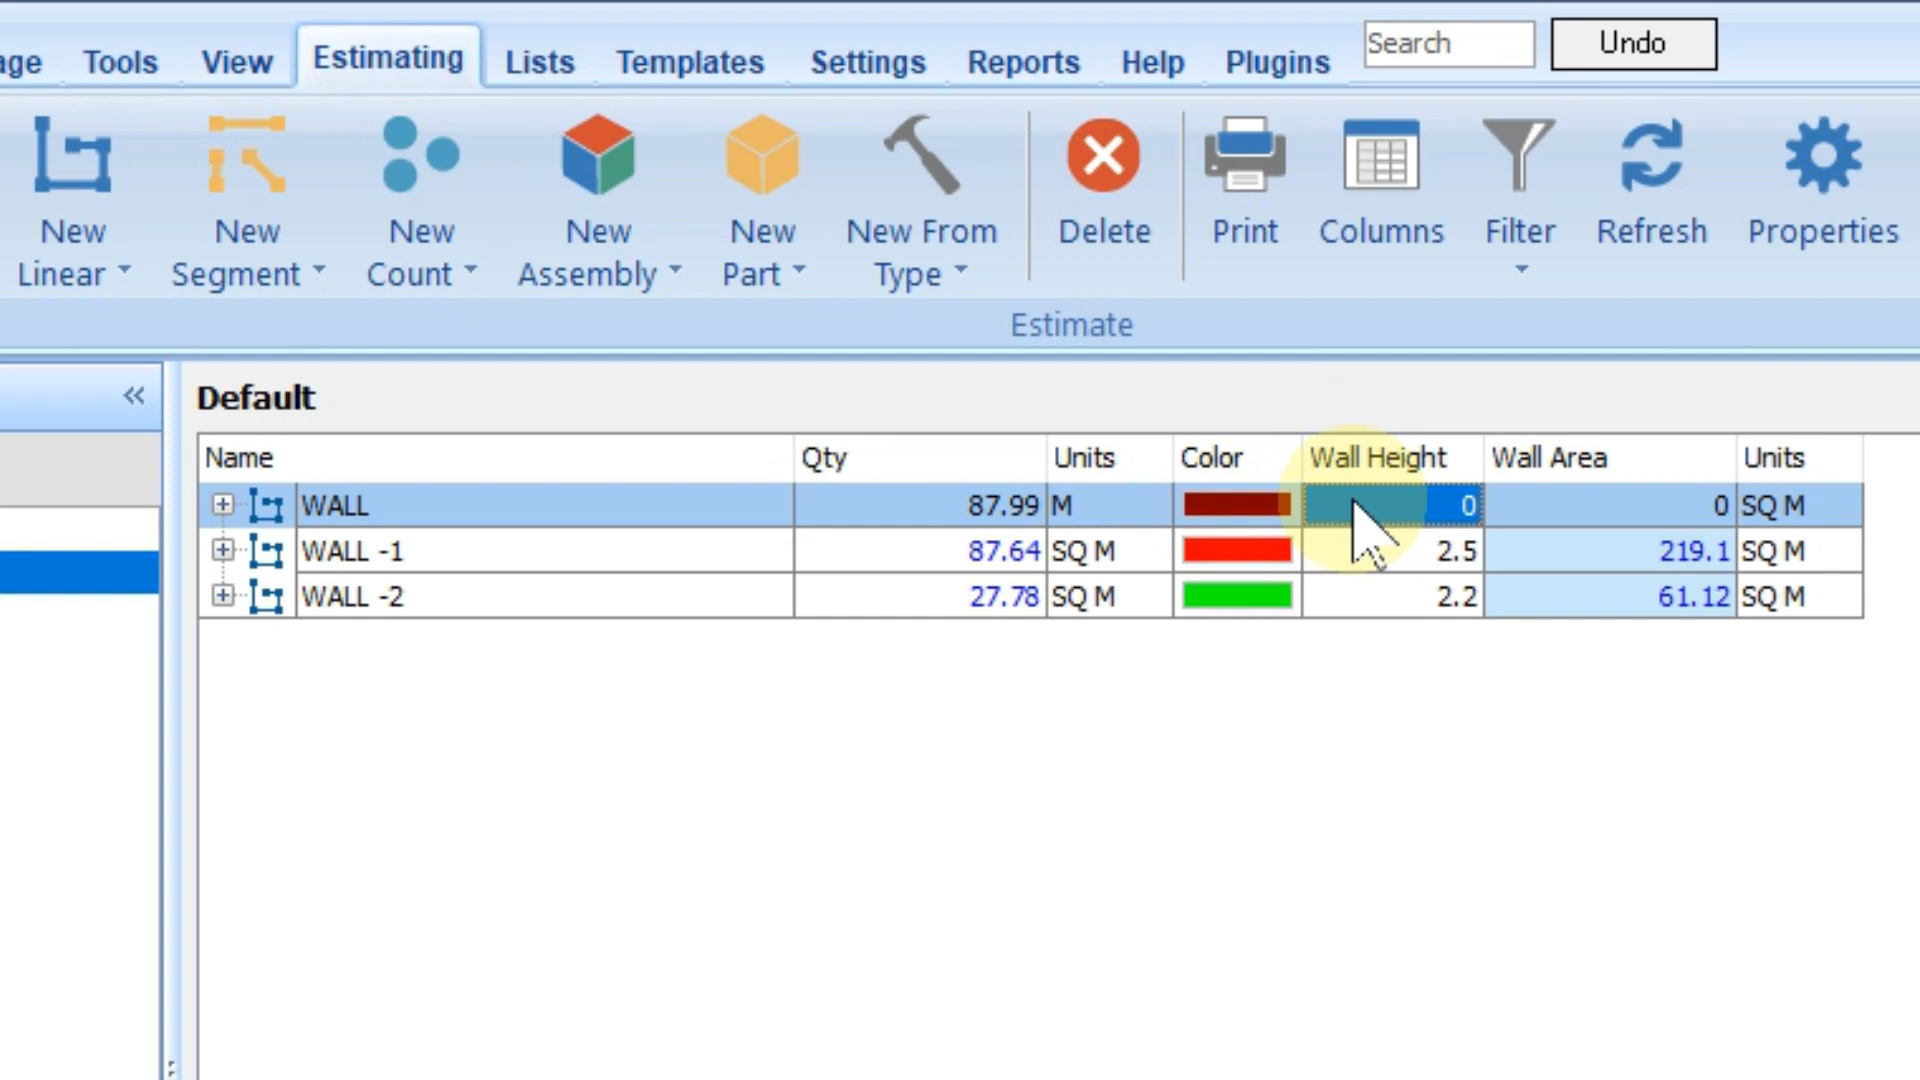 age Tools View Estimating Lists Templates Settings Reports Help Plugins Search Undo
New Linear New Segment New Count New Assembly New Part New From Type Delete Print Columns Filter Refresh Properties
Estimate
Default
Name Qty Units Color Wall Height Wall Area Units
WALL 87.99 M 0 0 SQ M
WALL -1 87.64 SQ M 2.5 219.1 SQ M
WALL -2 27.78 SQ M 2.2 61.12 SQ M